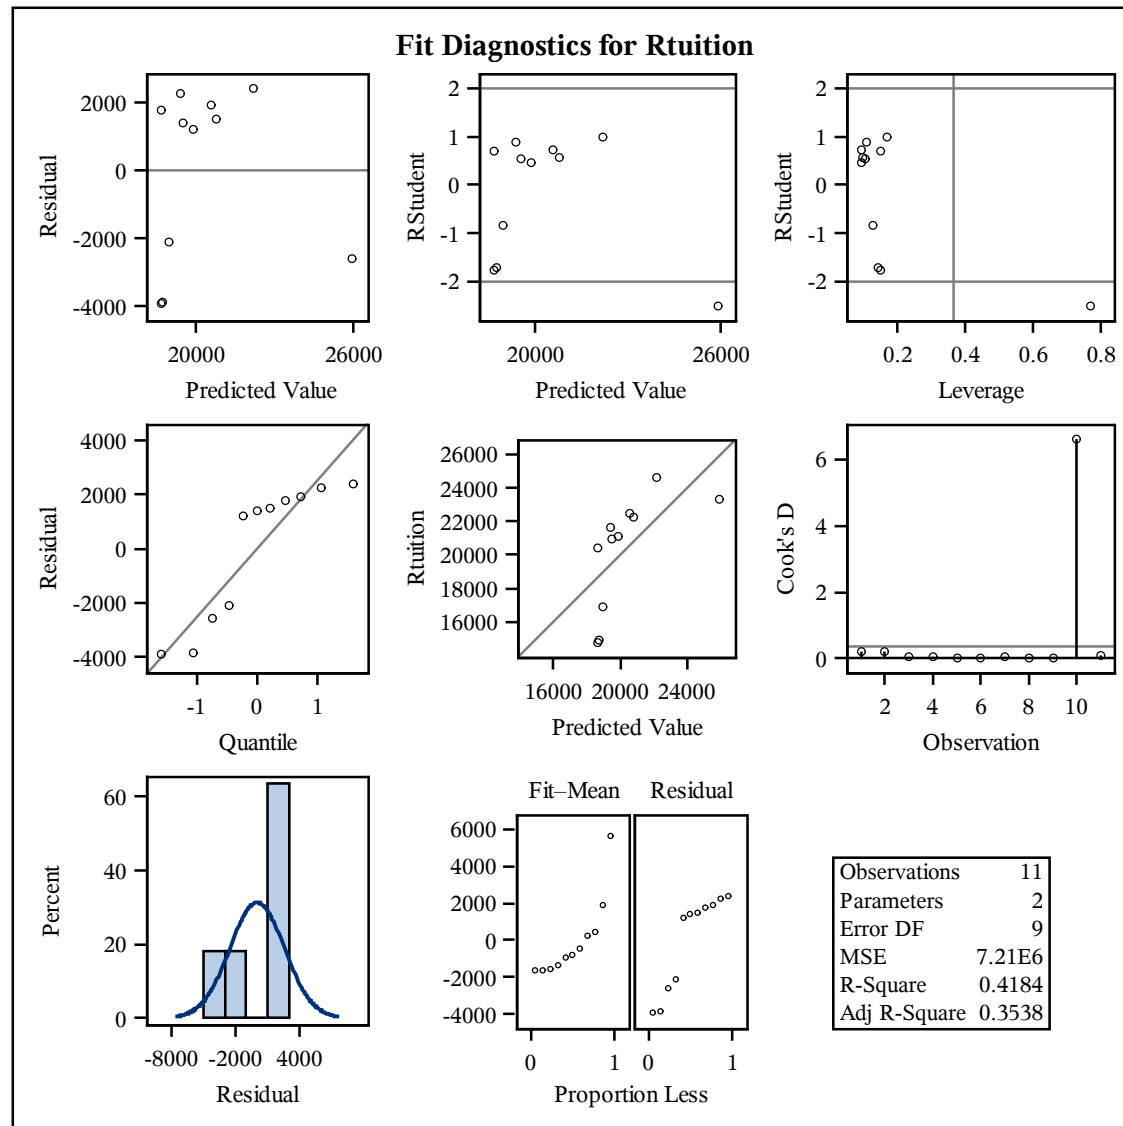 Fit Diagnostics for Rtuition
2000
0
-2000
-4000
Residual
20000 26000
Predicted Value
2
1
0
-1
-2
RStudent
20000 26000
Predicted Value
2
1
0
-1
-2
RStudent
0.2 0.4 0.6 0.8
Leverage
4000
2000
0
-2000
-4000
Residual
-1 0 1
Quantile
26000
24000
22000
20000
18000
16000
Rtuition
16000 20000 24000
Predicted Value
6
4
2
0
Cook's D
2 4 6 8 10
Observation
60
40
20
0
Percent
-8000 -2000 4000
Residual
Fit–Mean Residual
6000
4000
2000
0
-2000
-4000
0 1 0 1
Proportion Less
Observations 11
Parameters 2
Error DF 9
MSE 7.21E6
R-Square 0.4184
Adj R-Square 0.3538